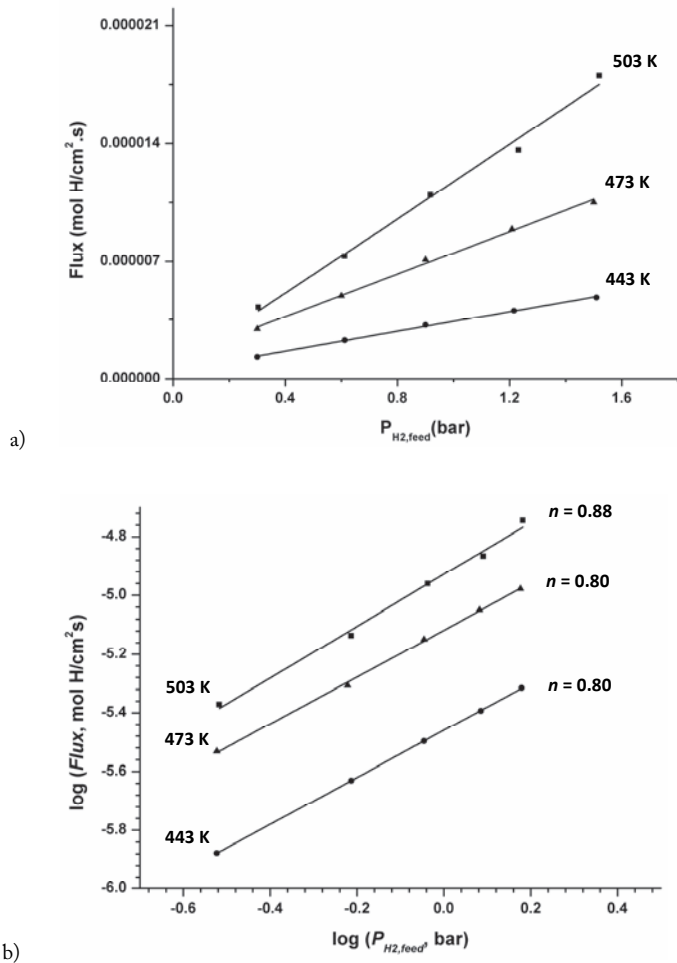 0.000021
0.000014
0.000007
0.000000
Flux (mol H/cm².s)
503 K
473 K
443 K
0.0 0.4 0.8 1.2 1.6
P_H2,feed(bar)
a)
-4.8
-5.0
-5.2
-5.4
-5.6
-5.8
-6.0
log (Flux, mol H/cm²s)
n = 0.88
n = 0.80
n = 0.80
503 K
473 K
443 K
-0.6 -0.4 -0.2 0.0 0.2 0.4
log (P_H2,feed, bar)
b)